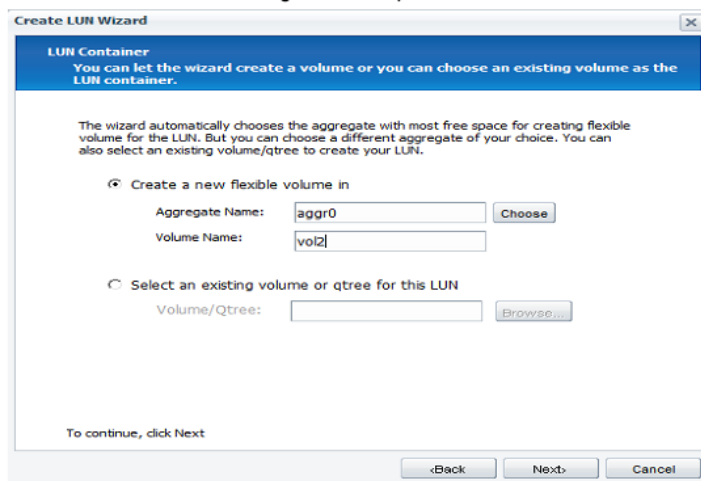 Create LUN Wizard
LUN Container
You can let the wizard create a volume or you can choose an existing volume as the
LUN container.
The wizard automatically chooses the aggregate with most free space for creating flexible
volume for the LUN. But you can choose a different aggregate of your choice. You can
also select an existing volume/qtree to create your LUN.
Create a new flexible volume in
Aggregate Name: aggr0 Choose
Volume Name: vol2
Select an existing volume or qtree for this LUN
Volume/Qtree: Browse...
To continue, click Next
<Back Next> Cancel